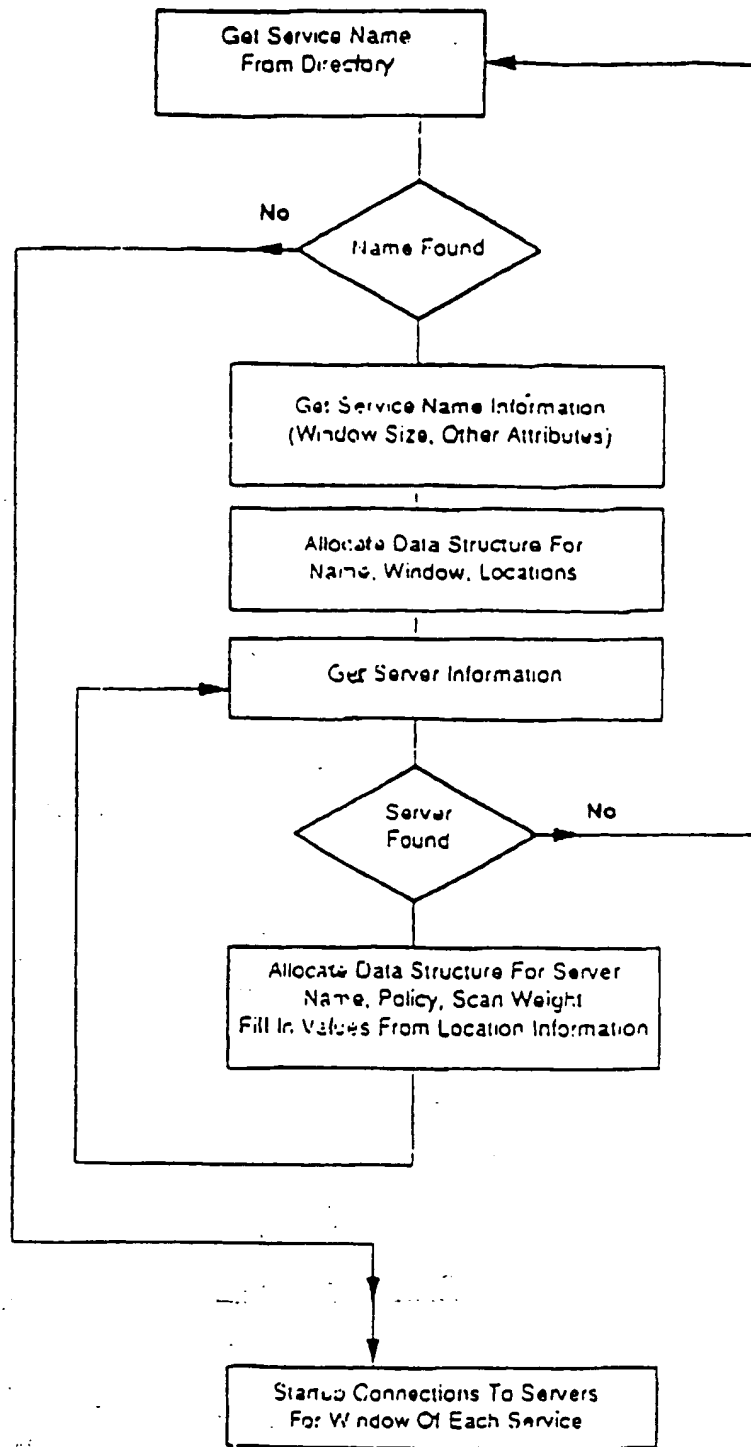 Get Service Name
From Directory
No
Name Found
Get Service Name Information
(Window Size, Other Attributes)
Allocate Data Structure For
Name, Window, Locations
Get Server Information
Server
Found
No
Allocate Data Structure For Server
Name, Policy, Scan Weight
Fill In Values From Location Information
Startup Connections To Servers
For Window Of Each Service